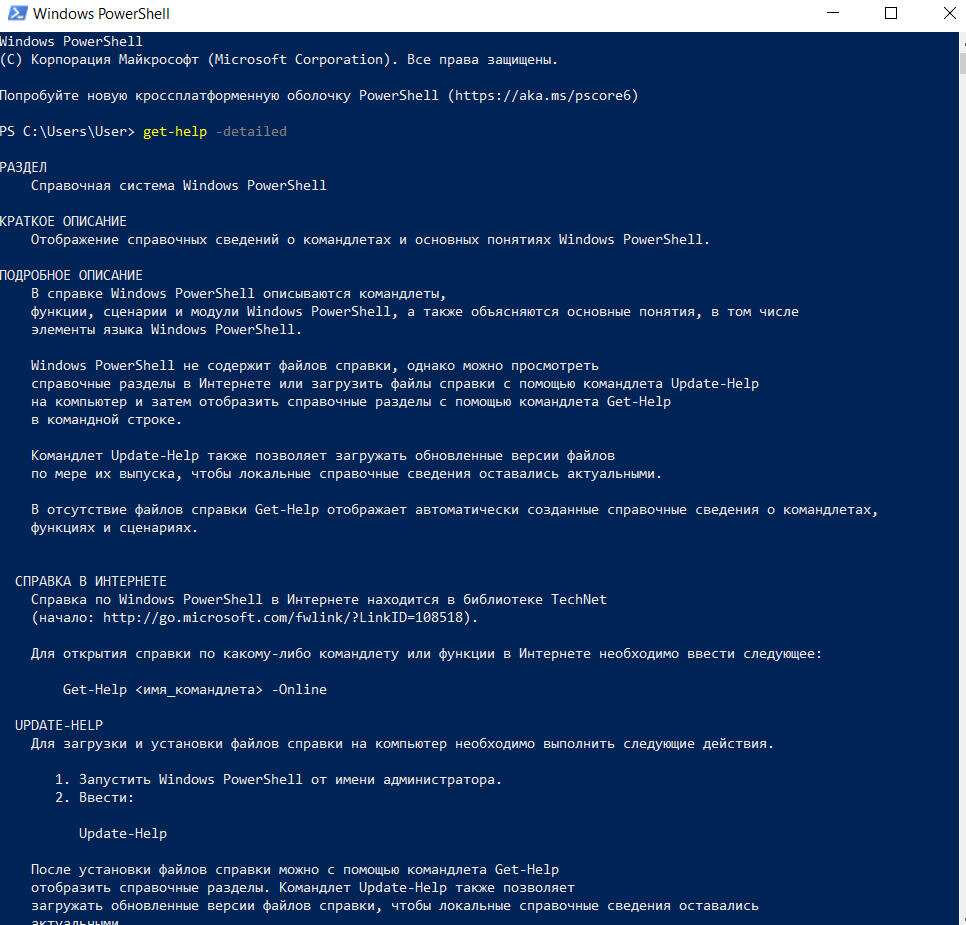 Windows PowerShell
Windows PowerShell
(C) Корпорация Майкрософт (Microsoft Corporation). Все права защищены.
Попробуйте новую кроссплатформенную оболочку PowerShell (https://aka.ms/pscore6)
PS C:\Users\User> get-help -detailed
РАЗДЕЛ
Справочная система Windows PowerShell
КРАТКОЕ ОПИСАНИЕ
Отображение справочных сведений о командлетах и основных понятиях Windows PowerShell.
ПОДРОБНОЕ ОПИСАНИЕ
В справке Windows PowerShell описываются командлеты,
функции, сценарии и модули Windows PowerShell, а также объясняются основные понятия, в том числе
элементы языка Windows PowerShell.
Windows PowerShell не содержит файлов справки, однако можно просмотреть
справочные разделы в Интернете или загрузить файлы справки с помощью командлета Update-Help
на компьютер и затем отобразить справочные разделы с помощью командлета Get-Help
в командной строке.
Командлет Update-Help также позволяет загружать обновленные версии файлов
по мере их выпуска, чтобы локальные справочные сведения оставались актуальными.
В отсутствие файлов справки Get-Help отображает автоматически созданные справочные сведения о командлетах,
функциях и сценариях.
СПРАВКА В ИНТЕРНЕТЕ
Справка по Windows PowerShell в Интернете находится в библиотеке TechNet
(начало: http://go.microsoft.com/fwlink/?LinkID=108518).
Для открытия справки по какому-либо командлету или функции в Интернете необходимо ввести следующее:
Get-Help <имя_командлета> -Online
UPDATE-HELP
Для загрузки и установки файлов справки на компьютер необходимо выполнить следующие действия.
1. Запустить Windows PowerShell от имени администратора.
2. Ввести:
Update-Help
После установки файлов справки можно с помощью командлета Get-Help
отобразить справочные разделы. Командлет Update-Help также позволяет
загружать обновленные версии файлов справки, чтобы локальные справочные сведения оставались
актуальными.